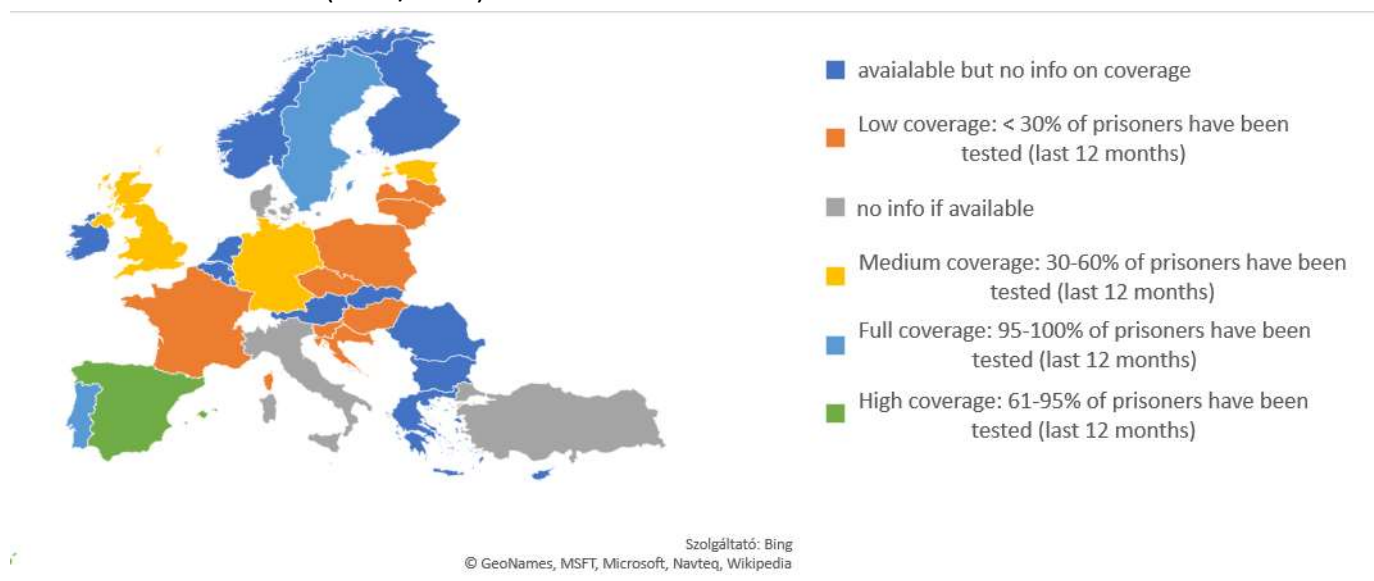 avaialable but no info on coverage
Low coverage: < 30% of prisoners have been
tested (last 12 months)
no info if available
Medium coverage: 30-60% of prisoners have been
tested (last 12 months)
Full coverage: 95-100% of prisoners have been
tested (last 12 months)
High coverage: 61-95% of prisoners have been
tested (last 12 months)
Szolgáltató: Bing
© GeoNames, MSFT, Microsoft, Navteq, Wikipedia